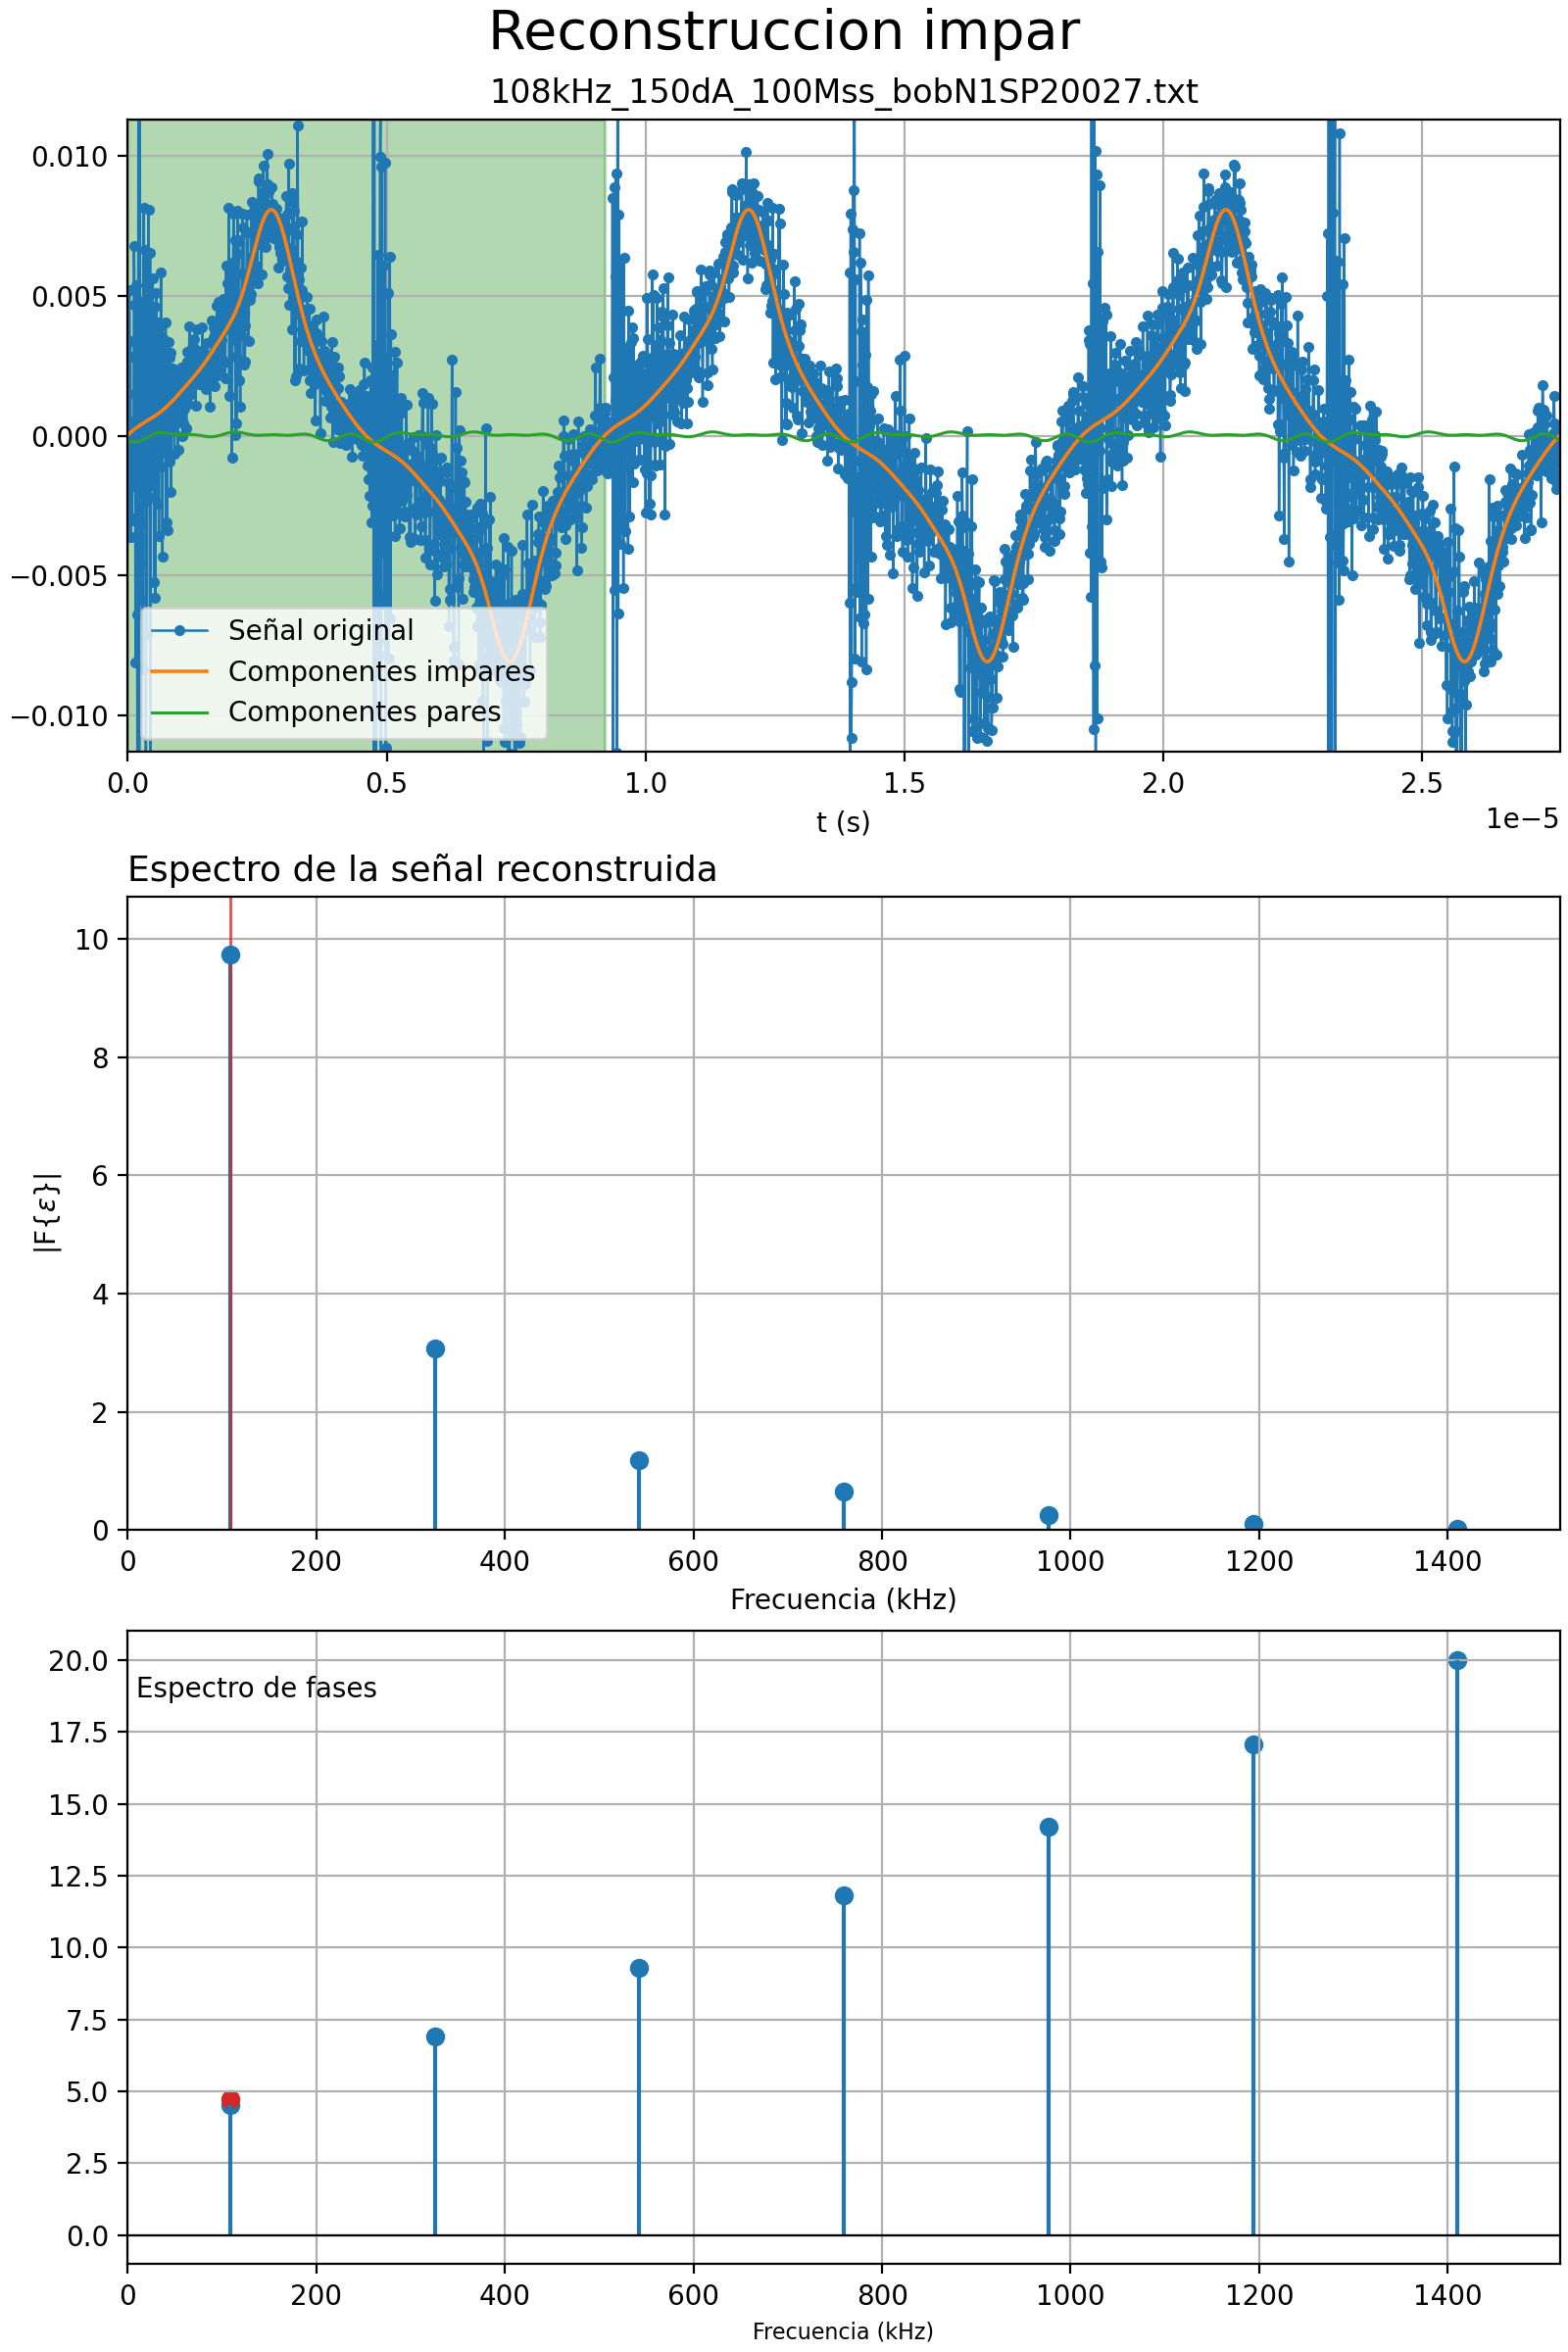 Reconstruccion impar
108kHz_150dA_100Mss_bobN1SP20027.txt
0.010
0.005
0.000
−0.005
−0.010
Señal original
Componentes impares
Componentes pares
0.0 0.5 1.0 1.5 2.0 2.5
1e−5
t (s)
Espectro de la señal reconstruida
10
8
6
4
2
0
|F{ε}|
0 200 400 600 800 1000 1200 1400
Frecuencia (kHz)
20.0
Espectro de fases
17.5
15.0
12.5
10.0
7.5
5.0
2.5
0.0
0 200 400 600 800 1000 1200 1400
Frecuencia (kHz)